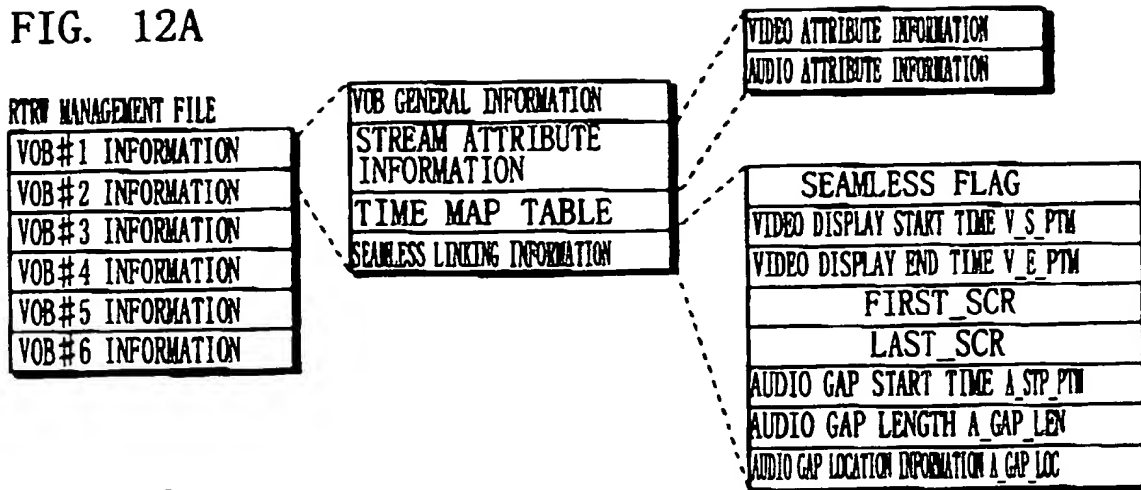 FIG. 12A
RTRW MANAGEMENT FILE
VOB#1 INFORMATION
VOB#2 INFORMATION
VOB#3 INFORMATION
VOB#4 INFORMATION
VOB#5 INFORMATION
VOB#6 INFORMATION
VOB GENERAL INFORMATION
STREAM ATTRIBUTE
INFORMATION
TIME MAP TABLE
SEAMLESS LINKING INFORMATION
VIDEO ATTRIBUTE INFORMATION
AUDIO ATTRIBUTE INFORMATION
SEAMLESS FLAG
VIDEO DISPLAY START TIME V_S_PTM
VIDEO DISPLAY END TIME V_E_PTM
FIRST_SCR
LAST_SCR
AUDIO GAP START TIME A_STP_PTM
AUDIO GAP LENGTH A_GAP_LEN
AUDIO GAP LOCATION INFORMATION A_GAP_LOC